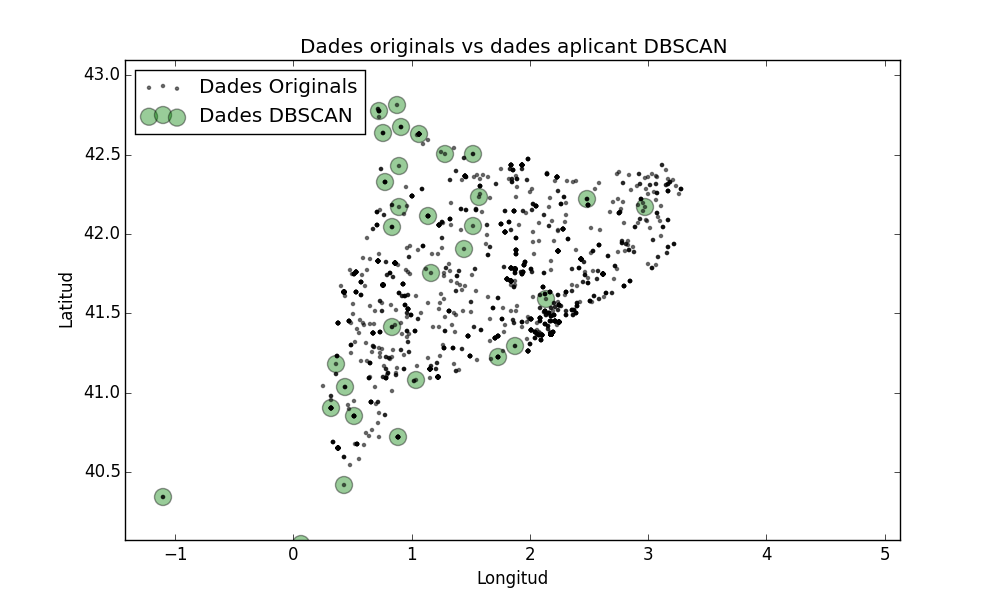 Dades originals vs dades aplicant DBSCAN
Dades Originals
Dades DBSCAN
43.0
42.5
42.0
41.5
41.0
40.5
Latitud
−1
0
1
2
3
4
5
Longitud